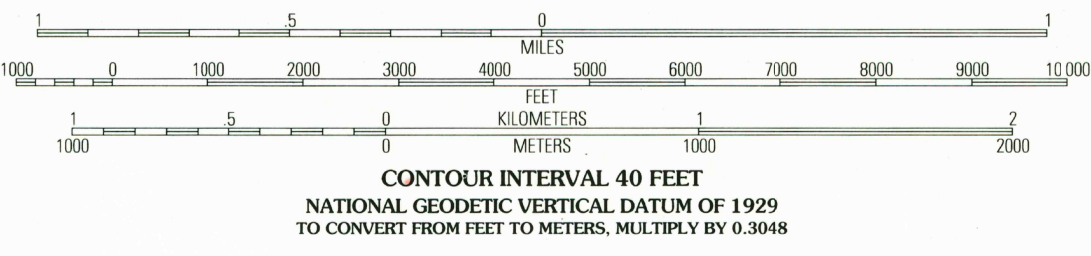 1 .5 0 1
MILES
1000 0 1000 2000 3000 4000 5000 6000 7000 8000 9000 10 000
FEET
1 .5 0 KILOMETERS 1 2
1000 0 METERS 1000 2000
CONTOUR INTERVAL 40 FEET
NATIONAL GEODETIC VERTICAL DATUM OF 1929
TO CONVERT FROM FEET TO METERS, MULTIPLY BY 0.3048